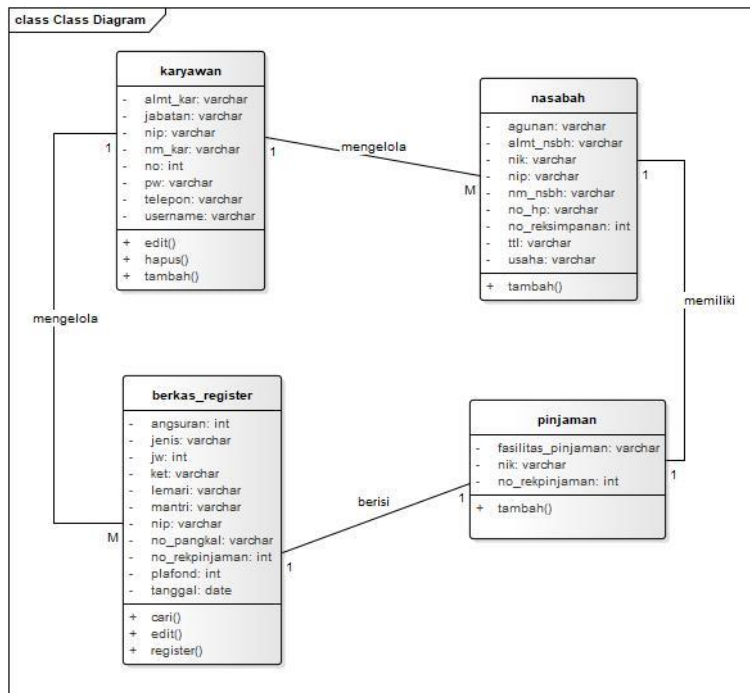 class Class Diagram
karyawan
- almt_kar: varchar
- jabatan: varchar
- nip: varchar
- nm_kar: varchar
- no: int
- pw: varchar
- telepon: varchar
- username: varchar
+ edit()
+ hapus()
+ tambah()
1
1
mengelola
M
nasabah
- agunan: varchar
- almt_nsbh: varchar
- nik: varchar
- nip: varchar
- nm_nsbh: varchar
- no_hp: varchar
- no_reksimpanan: int
- ttl: varchar
- usaha: varchar
+ tambah()
1
memiliki
mengelola
berkas_register
- angsuran: int
- jenis: varchar
- jw: int
- ket: varchar
- lemari: varchar
- mantri: varchar
- nip: varchar
- no_pangkal: varchar
- no_rekpinjaman: int
- plafond: int
- tanggal: date
+ cari()
+ edit()
+ register()
M
1
berisi
1
pinjaman
- fasilitas_pinjaman: varchar
- nik: varchar
- no_rekpinjaman: int
+ tambah()
1